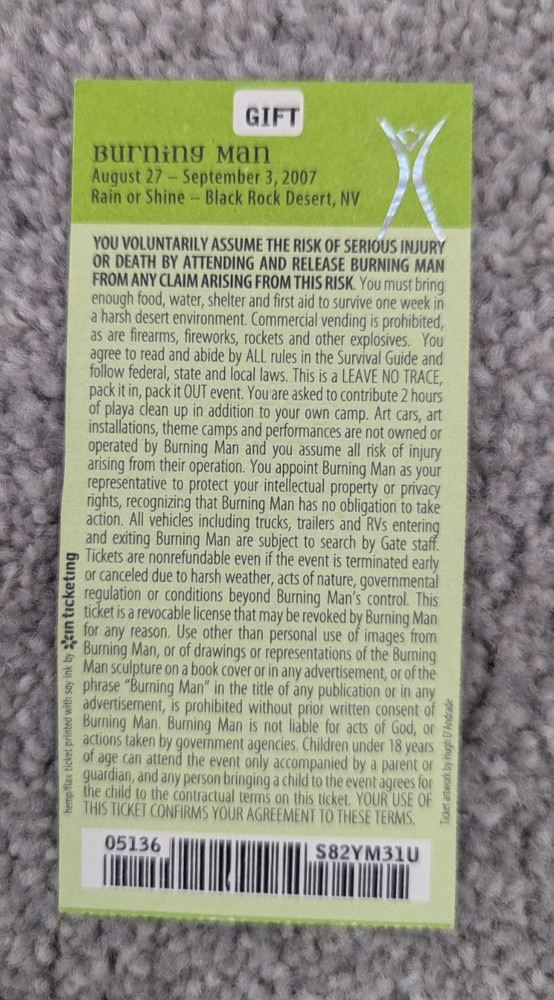 GIFT
Burning Man
August 27 – September 3, 2007
Rain or Shine – Black Rock Desert, NV
YOU VOLUNTARILY ASSUME THE RISK OF SERIOUS INJURY
OR DEATH BY ATTENDING AND RELEASE BURNING MAN
FROM ANY CLAIM ARISING FROM THIS RISK. You must bring
enough food, water, shelter and first aid to survive one week in
a harsh desert environment. Commercial vending is prohibited,
as are firearms, fireworks, rockets and other explosives. You
agree to read and abide by ALL rules in the Survival Guide and
follow federal, state and local laws. This is a LEAVE NO TRACE,
pack it in, pack it OUT event. You are asked to contribute 2 hours
of playa clean up in addition to your own camp. Art cars, art
installations, theme camps and performances are not owned or
operated by Burning Man and you assume all risk of injury
arising from their operation. You appoint Burning Man as your
representative to protect your intellectual property or privacy
rights, recognizing that Burning Man has no obligation to take
action. All vehicles including trucks, trailers and RVs entering
and exiting Burning Man are subject to search by Gate staff.
Tickets are nonrefundable even if the event is terminated early
or canceled due to harsh weather, acts of nature, governmental
regulation or conditions beyond Burning Man's control. This
ticket is a revocable license that may be revoked by Burning Man
for any reason. Use other than personal use of images from
Burning Man, or of drawings or representations of the Burning
Man sculpture on a book cover or in any advertisement, or of the
phrase "Burning Man" in the title of any publication or in any
advertisement, is prohibited without prior written consent of
Burning Man. Burning Man is not liable for acts of God, or
actions taken by government agencies. Children under 18 years
of age can attend the event only accompanied by a parent or
guardian, and any person bringing a child to the event agrees for
the child to the contractual terms on this ticket. YOUR USE OF
THIS TICKET CONFIRMS YOUR AGREEMENT TO THESE TERMS.
hemp/flax ticket printed with soy ink by in ticketing
Ticket artwork by Hugh D'Andrade
05136
S82YM31U